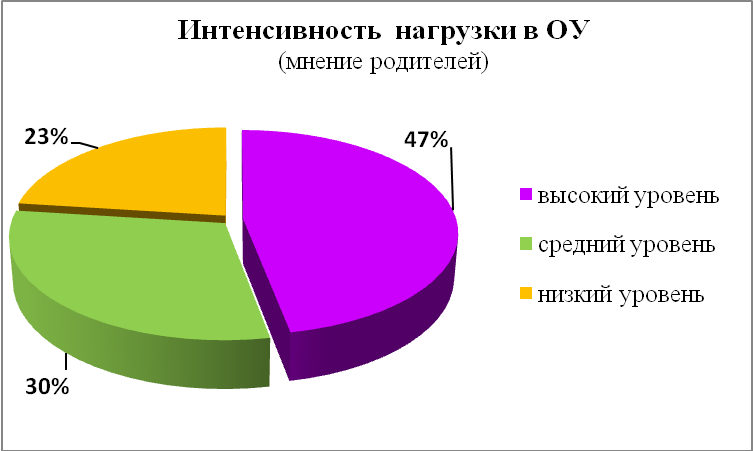 Интенсивность нагрузки в ОУ
(мнение родителей)
23%
47%
высокий уровень
средний уровень
низкий уровень
30%